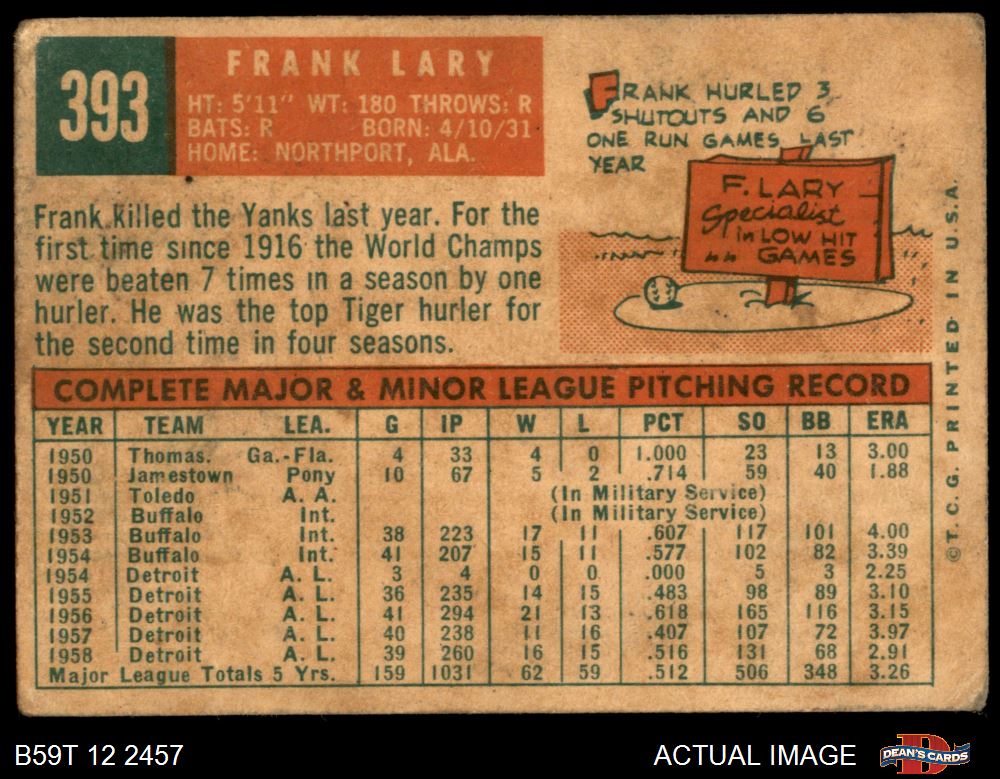 393
FRANK LARY
HT: 5'11" WT: 180 THROWS: R
BATS: R BORN: 4/10/31
HOME: NORTHPORT, ALA.
FRANK HURLED 3
SHUTOUTS AND 6
ONE RUN GAMES LAST
YEAR
F. LARY
Specialist
in LOW HIT
GAMES
Frank killed the Yanks last year. For the
first time since 1916 the World Champs
were beaten 7 times in a season by one
hurler. He was the top Tiger hurler for
the second time in four seasons.
COMPLETE MAJOR & MINOR LEAGUE PITCHING RECORD
YEAR TEAM LEA. G IP W L PCT SO BB ERA
1950 Thomas. Ga.-Fla. 4 33 4 0 1.000 23 13 3.00
1950 Jamestown Pony 10 67 5 2 .714 59 40 1.88
1951 Toledo A. A. (In Military Service)
1952 Buffalo Int. (In Military Service)
1953 Buffalo Int. 38 223 17 11 .607 117 101 4.00
1954 Buffalo Int. 41 207 15 11 .577 102 82 3.39
1954 Detroit A. L. 3 4 0 0 .000 5 3 2.25
1955 Detroit A. L. 36 235 14 15 .483 98 89 3.10
1956 Detroit A. L. 41 294 21 13 .618 165 116 3.15
1957 Detroit A. L. 40 238 11 16 .407 107 72 3.97
1958 Detroit A. L. 39 260 16 15 .516 131 68 2.91
Major League Totals 5 Yrs. 159 1031 62 59 .512 506 348 3.26
©T. C. G. PRINTED IN U.S.A.
B59T 12 2457
ACTUAL IMAGE
DEAN'S CARDS